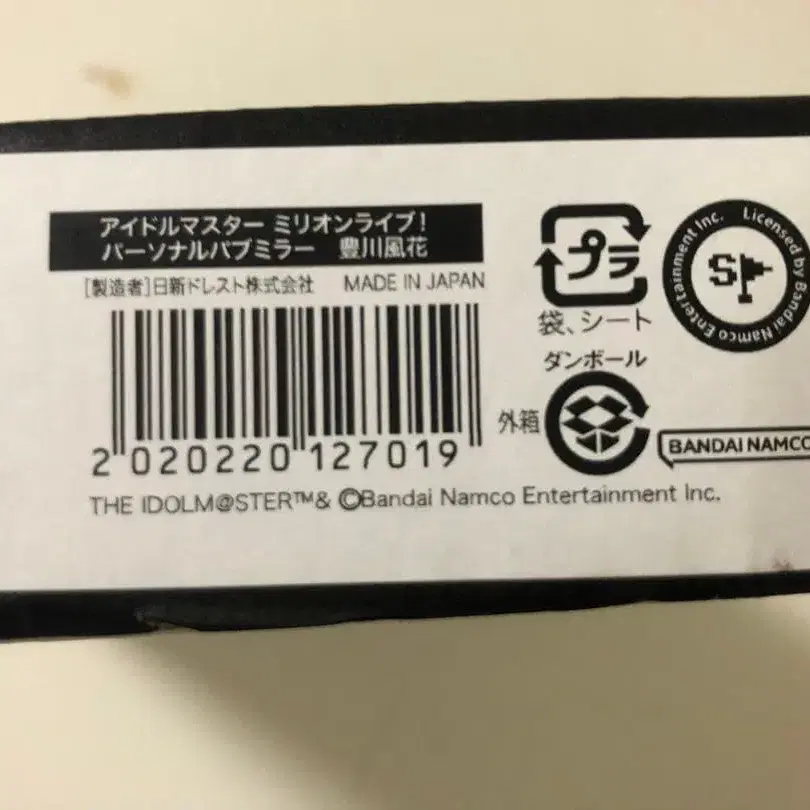 アイドルマスター ミリオンライブ!
パーソナルパブミラー 豊川風花
[製造者]日新ドレスト株式会社 MADE IN JAPAN
2 020220 127019
THE IDOLM@STER™& ©Bandai Namco Entertainment Inc.
プラ
袋、シート
ダンボール
外箱
Licensed by Bandai Namco Entertainment Inc.
S
BANDAI NAMCO